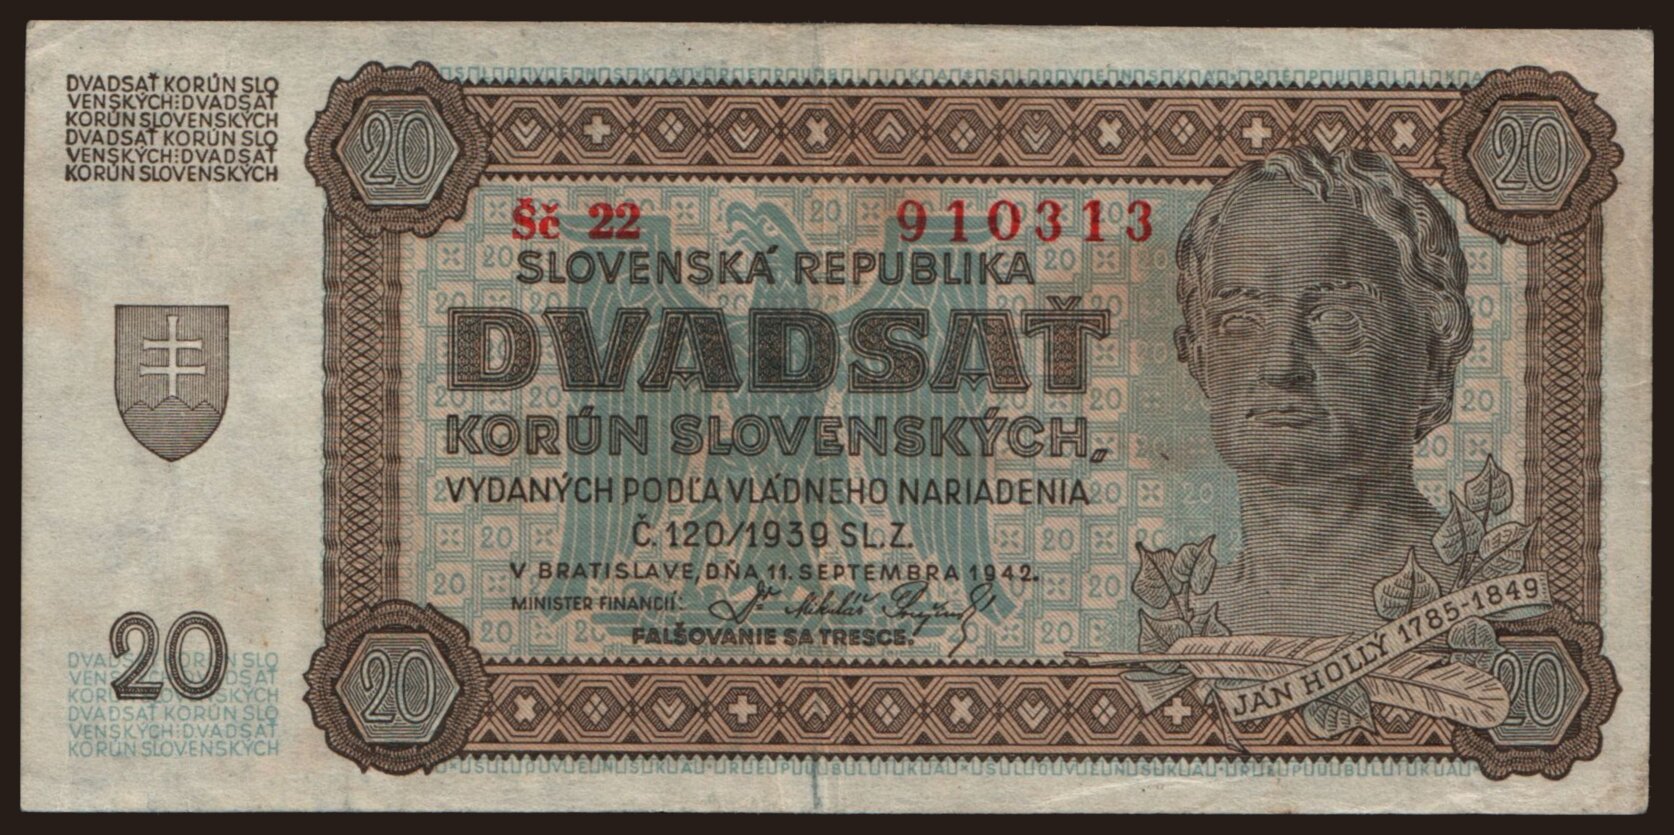 DVADSAŤ KORÚN SLO
VENSKÝCH:DVADSAŤ
KORÚN SLOVENSKÝCH
DVADSAŤ KORÚN SLO
VENSKÝCH:DVADSAŤ
KORÚN SLOVENSKÝCH
20
20
Šč 22 910313
SLOVENSKÁ REPUBLIKA
DVADSAŤ
KORÚN SLOVENSKÝCH,
VYDANÝCH PODĽA VLÁDNEHO NARIADENIA
Č. 120/1939 SL. Z.
V BRATISLAVE, DŇA 11. SEPTEMBRA 1942.
MINISTER FINANCIÍ: Dr. Mikuláš Pružinský
FALŠOVANIE SA TRESCE.
JÁN HOLLÝ 1785-1849
20
DVADSAŤ KORÚN SLO
VENSKÝCH:DVADSAŤ
KORÚN SLOVENSKÝCH
DVADSAŤ KORÚN SLO
VENSKÝCH:DVADSAŤ
KORÚN SLOVENSKÝCH
20
20